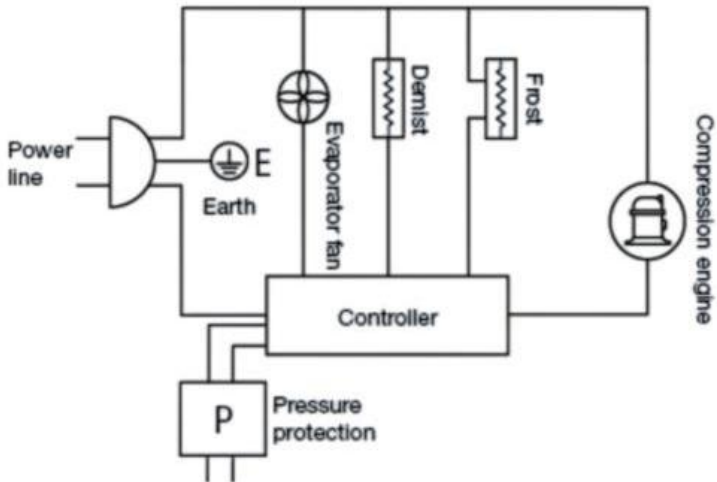 Power
line
E
Earth
Evaporator fan
Demist
Frost
Compression engine
Controller
P
Pressure
protection